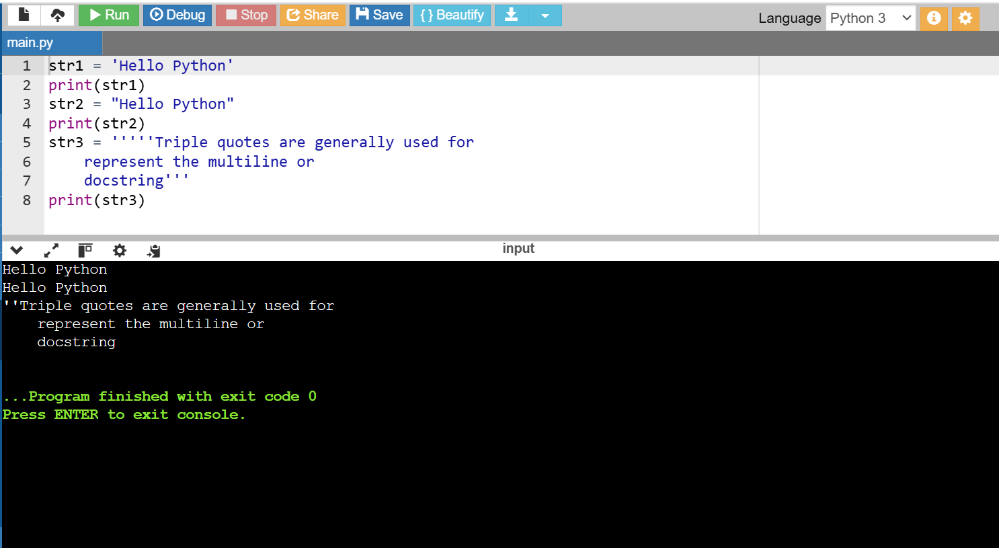 Run Debug Stop Share Save { } Beautify Language Python 3
main.py
1 str1 = 'Hello Python'
2 print(str1)
3 str2 = "Hello Python"
4 print(str2)
5 str3 = '''''Triple quotes are generally used for
6     represent the multiline or
7     docstring'''
8 print(str3)
input
Hello Python
Hello Python
''Triple quotes are generally used for
    represent the multiline or
    docstring
...Program finished with exit code 0
Press ENTER to exit console.